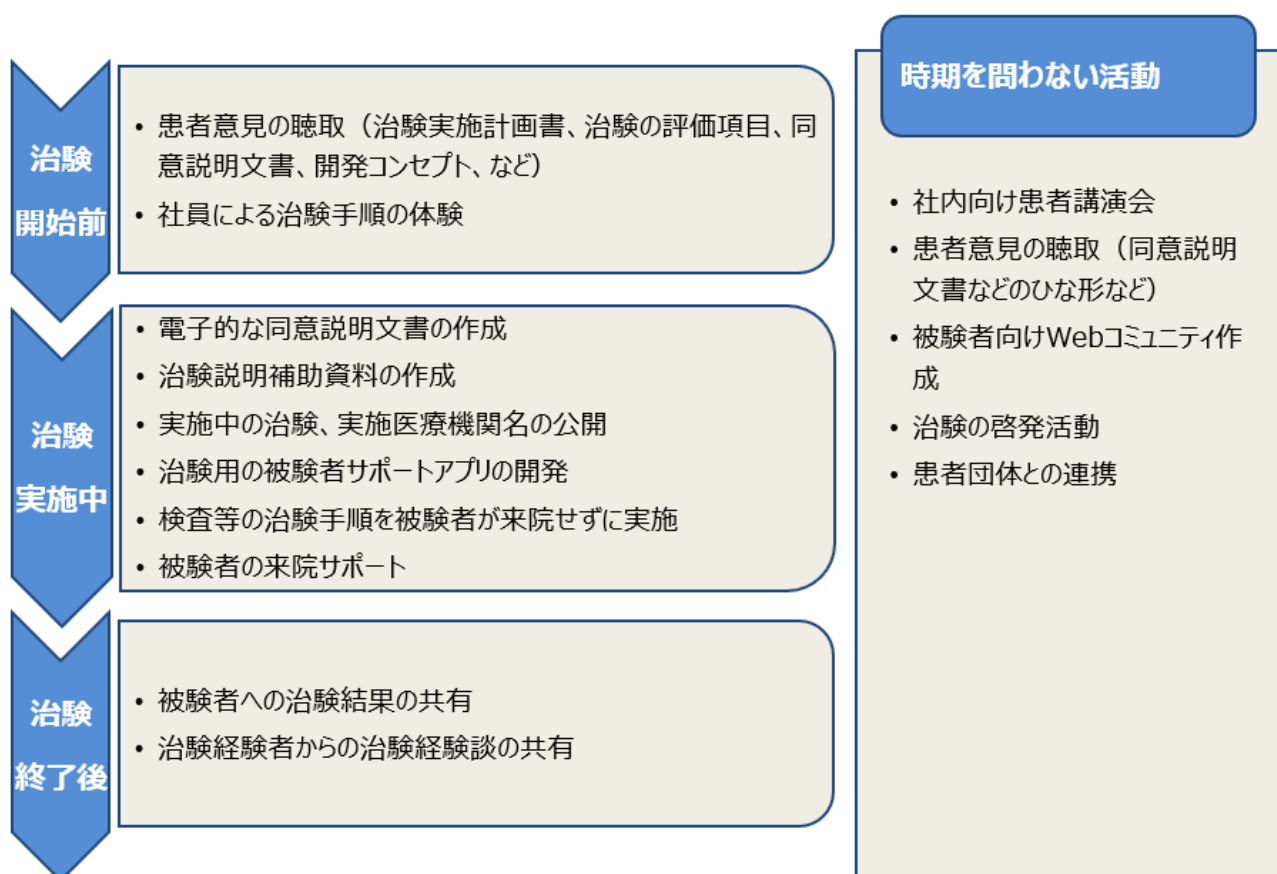 治験
開始前
• 患者意見の聴取（治験実施計画書、治験の評価項目、同
意説明文書、開発コンセプト、など）
• 社員による治験手順の体験
治験
実施中
• 電子的な同意説明文書の作成
• 治験説明補助資料の作成
• 実施中の治験、実施医療機関名の公開
• 治験用の被験者サポートアプリの開発
• 検査等の治験手順を被験者が来院せずに実施
• 被験者の来院サポート
治験
終了後
• 被験者への治験結果の共有
• 治験経験者からの治験経験談の共有
時期を問わない活動
• 社内向け患者講演会
• 患者意見の聴取（同意説明
文書などのひな形など）
• 被験者向けWebコミュニティ作
成
• 治験の啓発活動
• 患者団体との連携